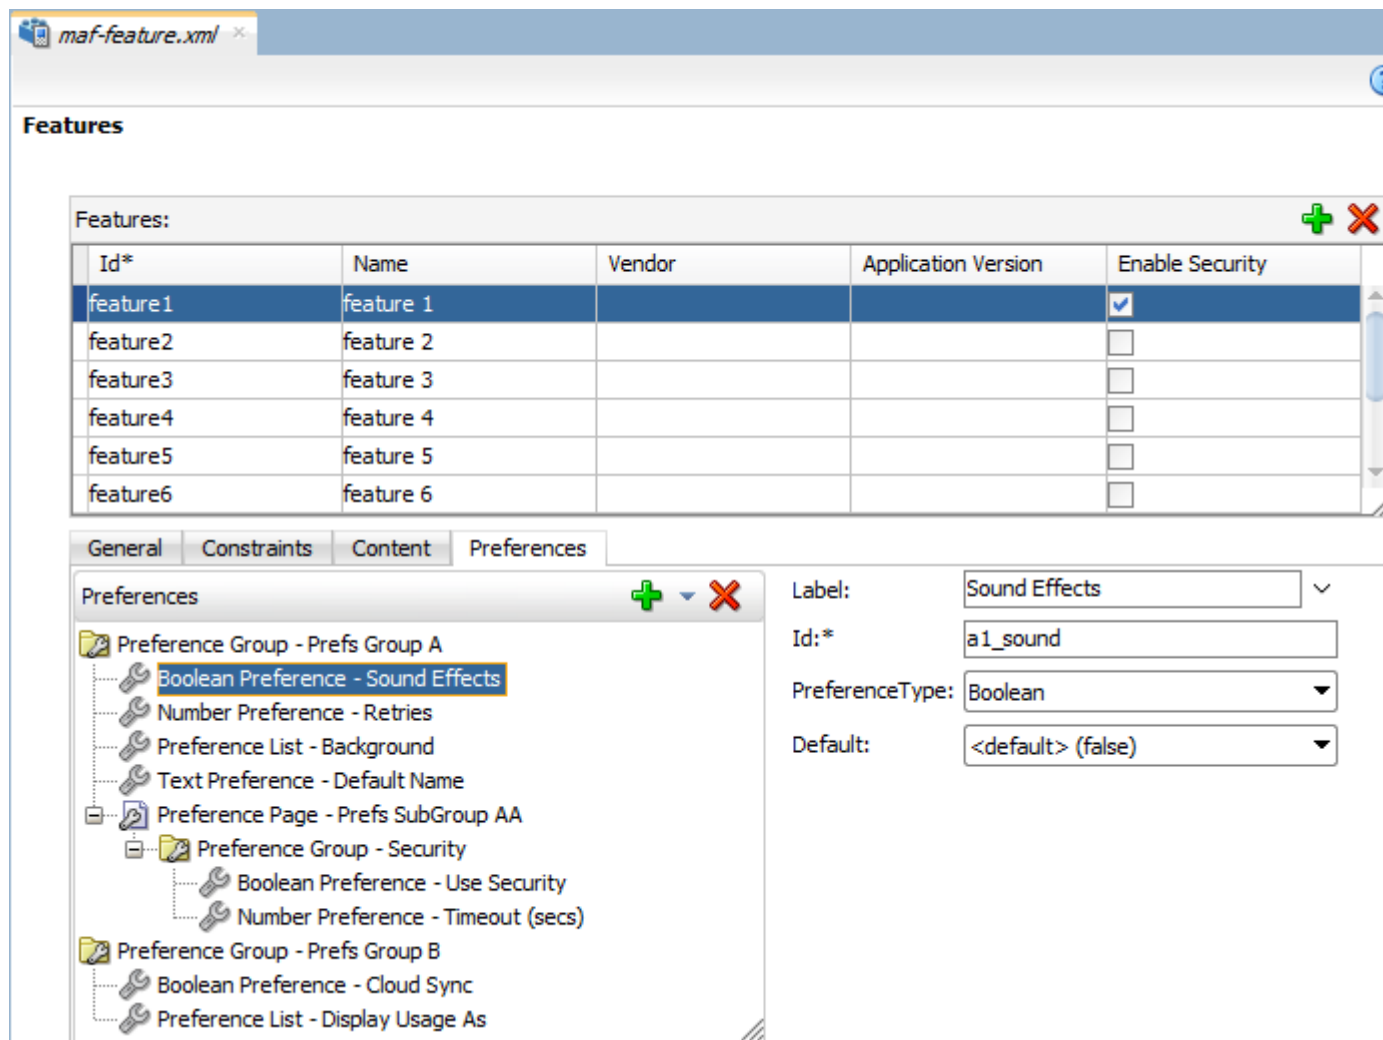 maf-feature.xml
Features
Features:
Id* Name Vendor Application Version Enable Security
feature1 feature 1
feature2 feature 2
feature3 feature 3
feature4 feature 4
feature5 feature 5
feature6 feature 6
General Constraints Content Preferences
Preferences
Preference Group - Prefs Group A
Boolean Preference - Sound Effects
Number Preference - Retries
Preference List - Background
Text Preference - Default Name
Preference Page - Prefs SubGroup AA
Preference Group - Security
Boolean Preference - Use Security
Number Preference - Timeout (secs)
Preference Group - Prefs Group B
Boolean Preference - Cloud Sync
Preference List - Display Usage As
Label: Sound Effects
Id:* a1_sound
PreferenceType: Boolean
Default: <default> (false)